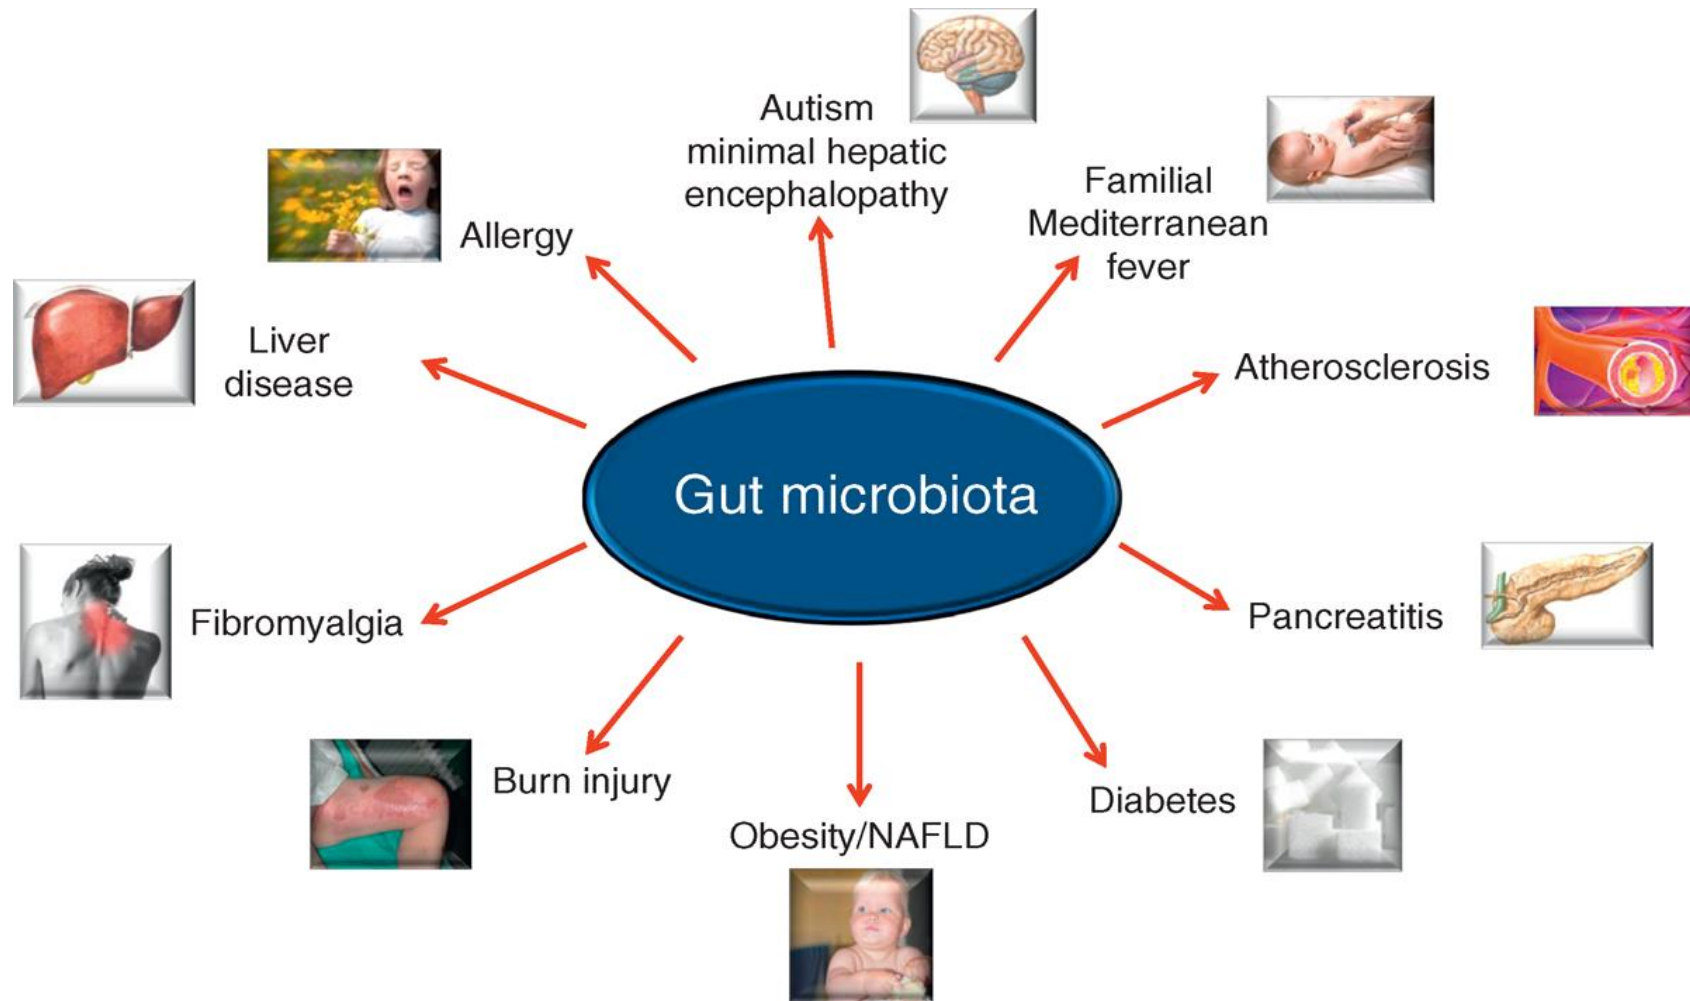 Autism
minimal hepatic
encephalopathy
Familial
Mediterranean
fever
Allergy
Liver
disease
Atherosclerosis
Gut microbiota
Fibromyalgia
Pancreatitis
Burn injury
Diabetes
Obesity/NAFLD